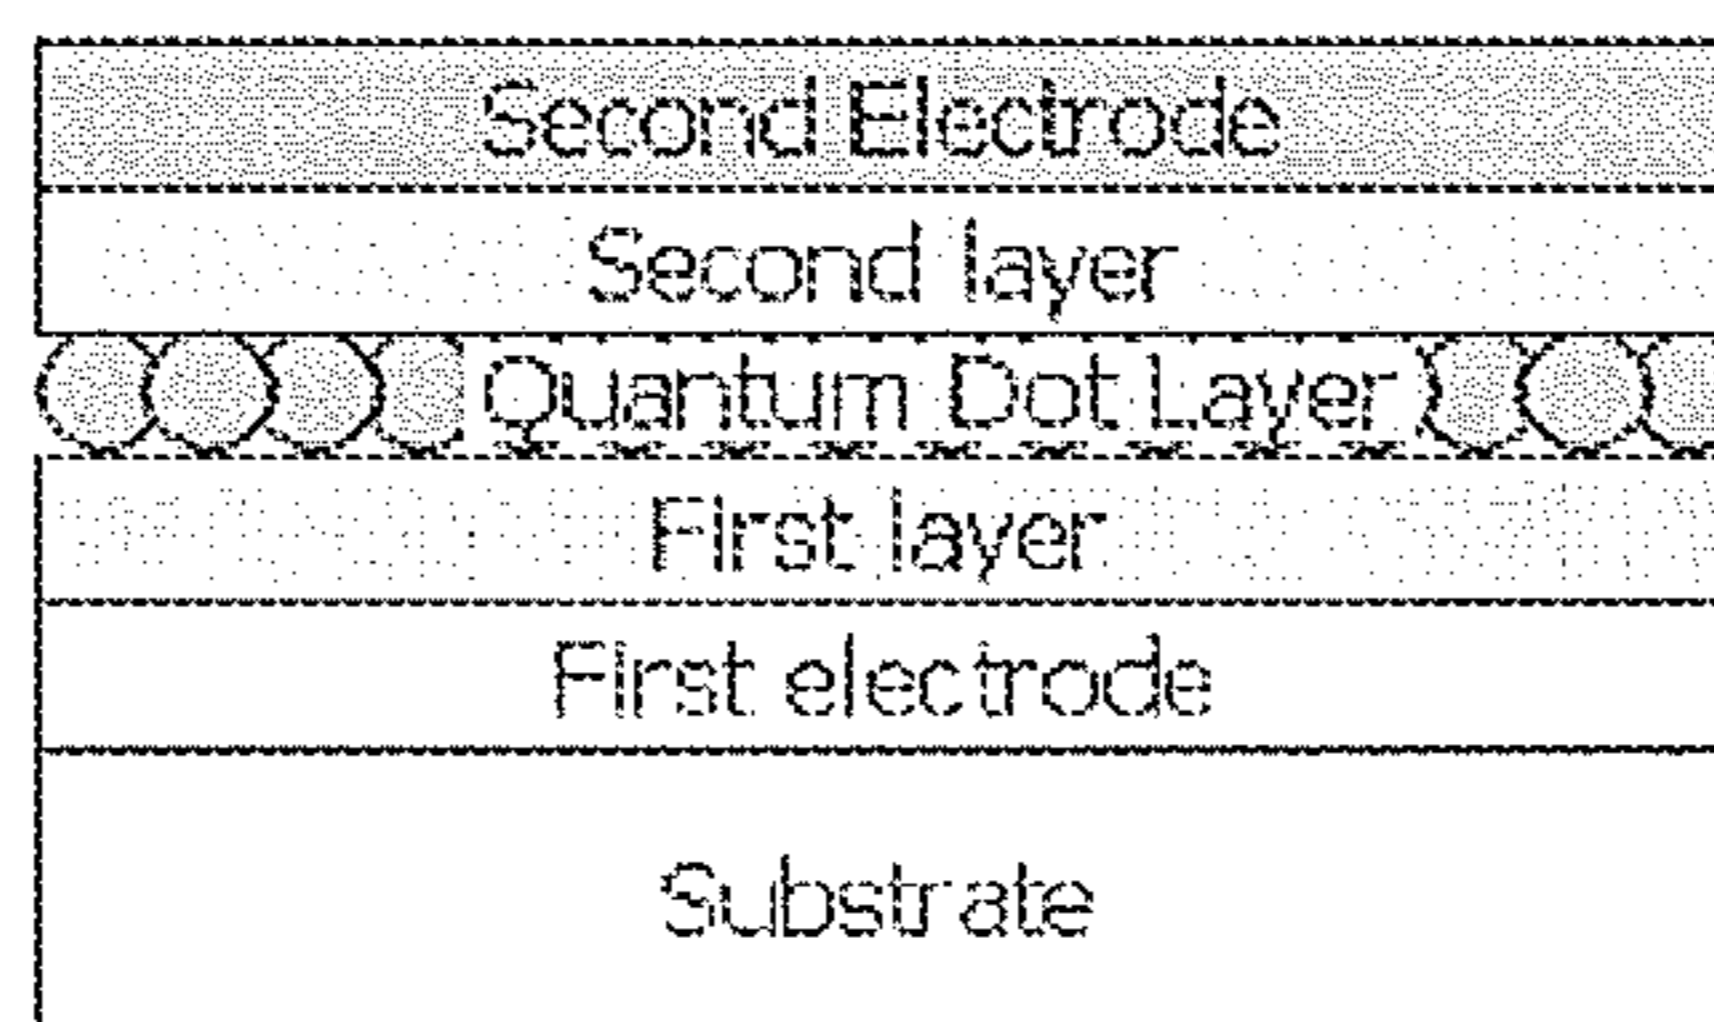 Second Electrode
Second layer
Quantum Dot Layer
First layer
First electrode
Substrate